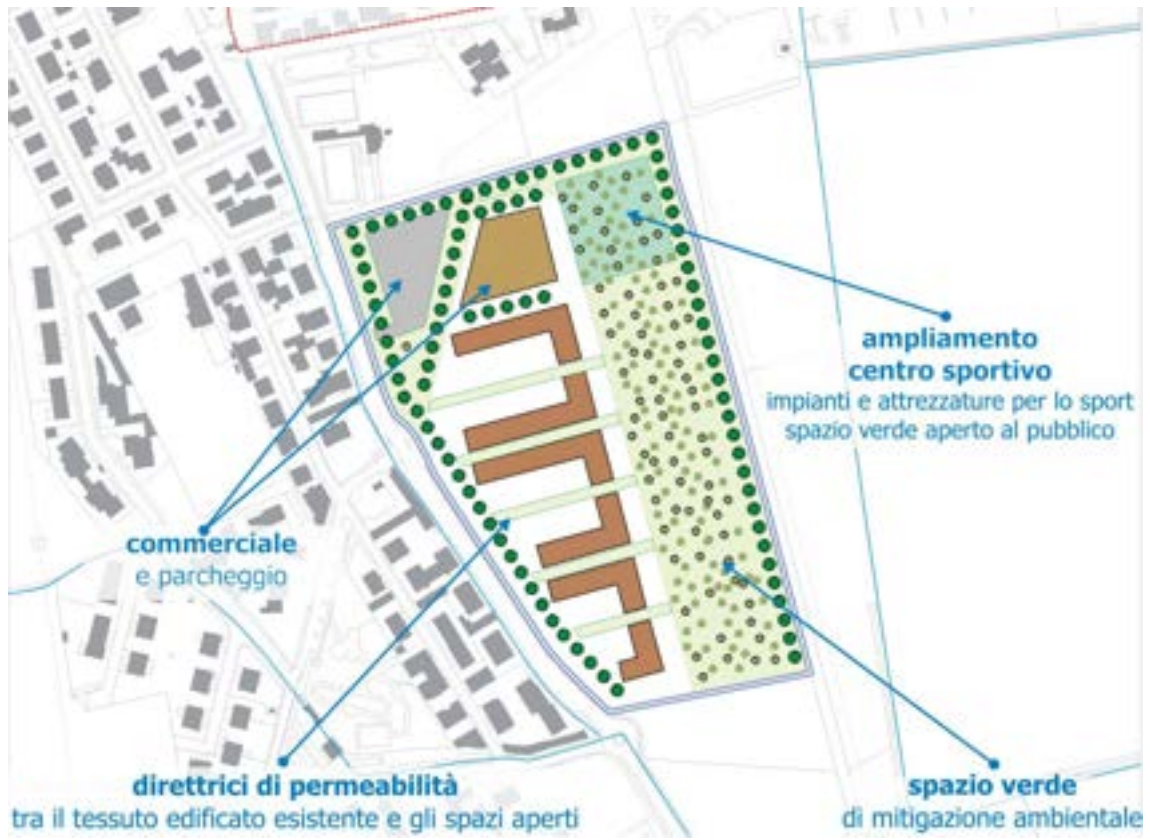 ampliamento
centro sportivo
impianti e attrezzature per lo sport
spazio verde aperto al pubblico
commerciale
e parcheggio
direttrici di permeabilità
tra il tessuto edificato esistente e gli spazi aperti
spazio verde
di mitigazione ambientale